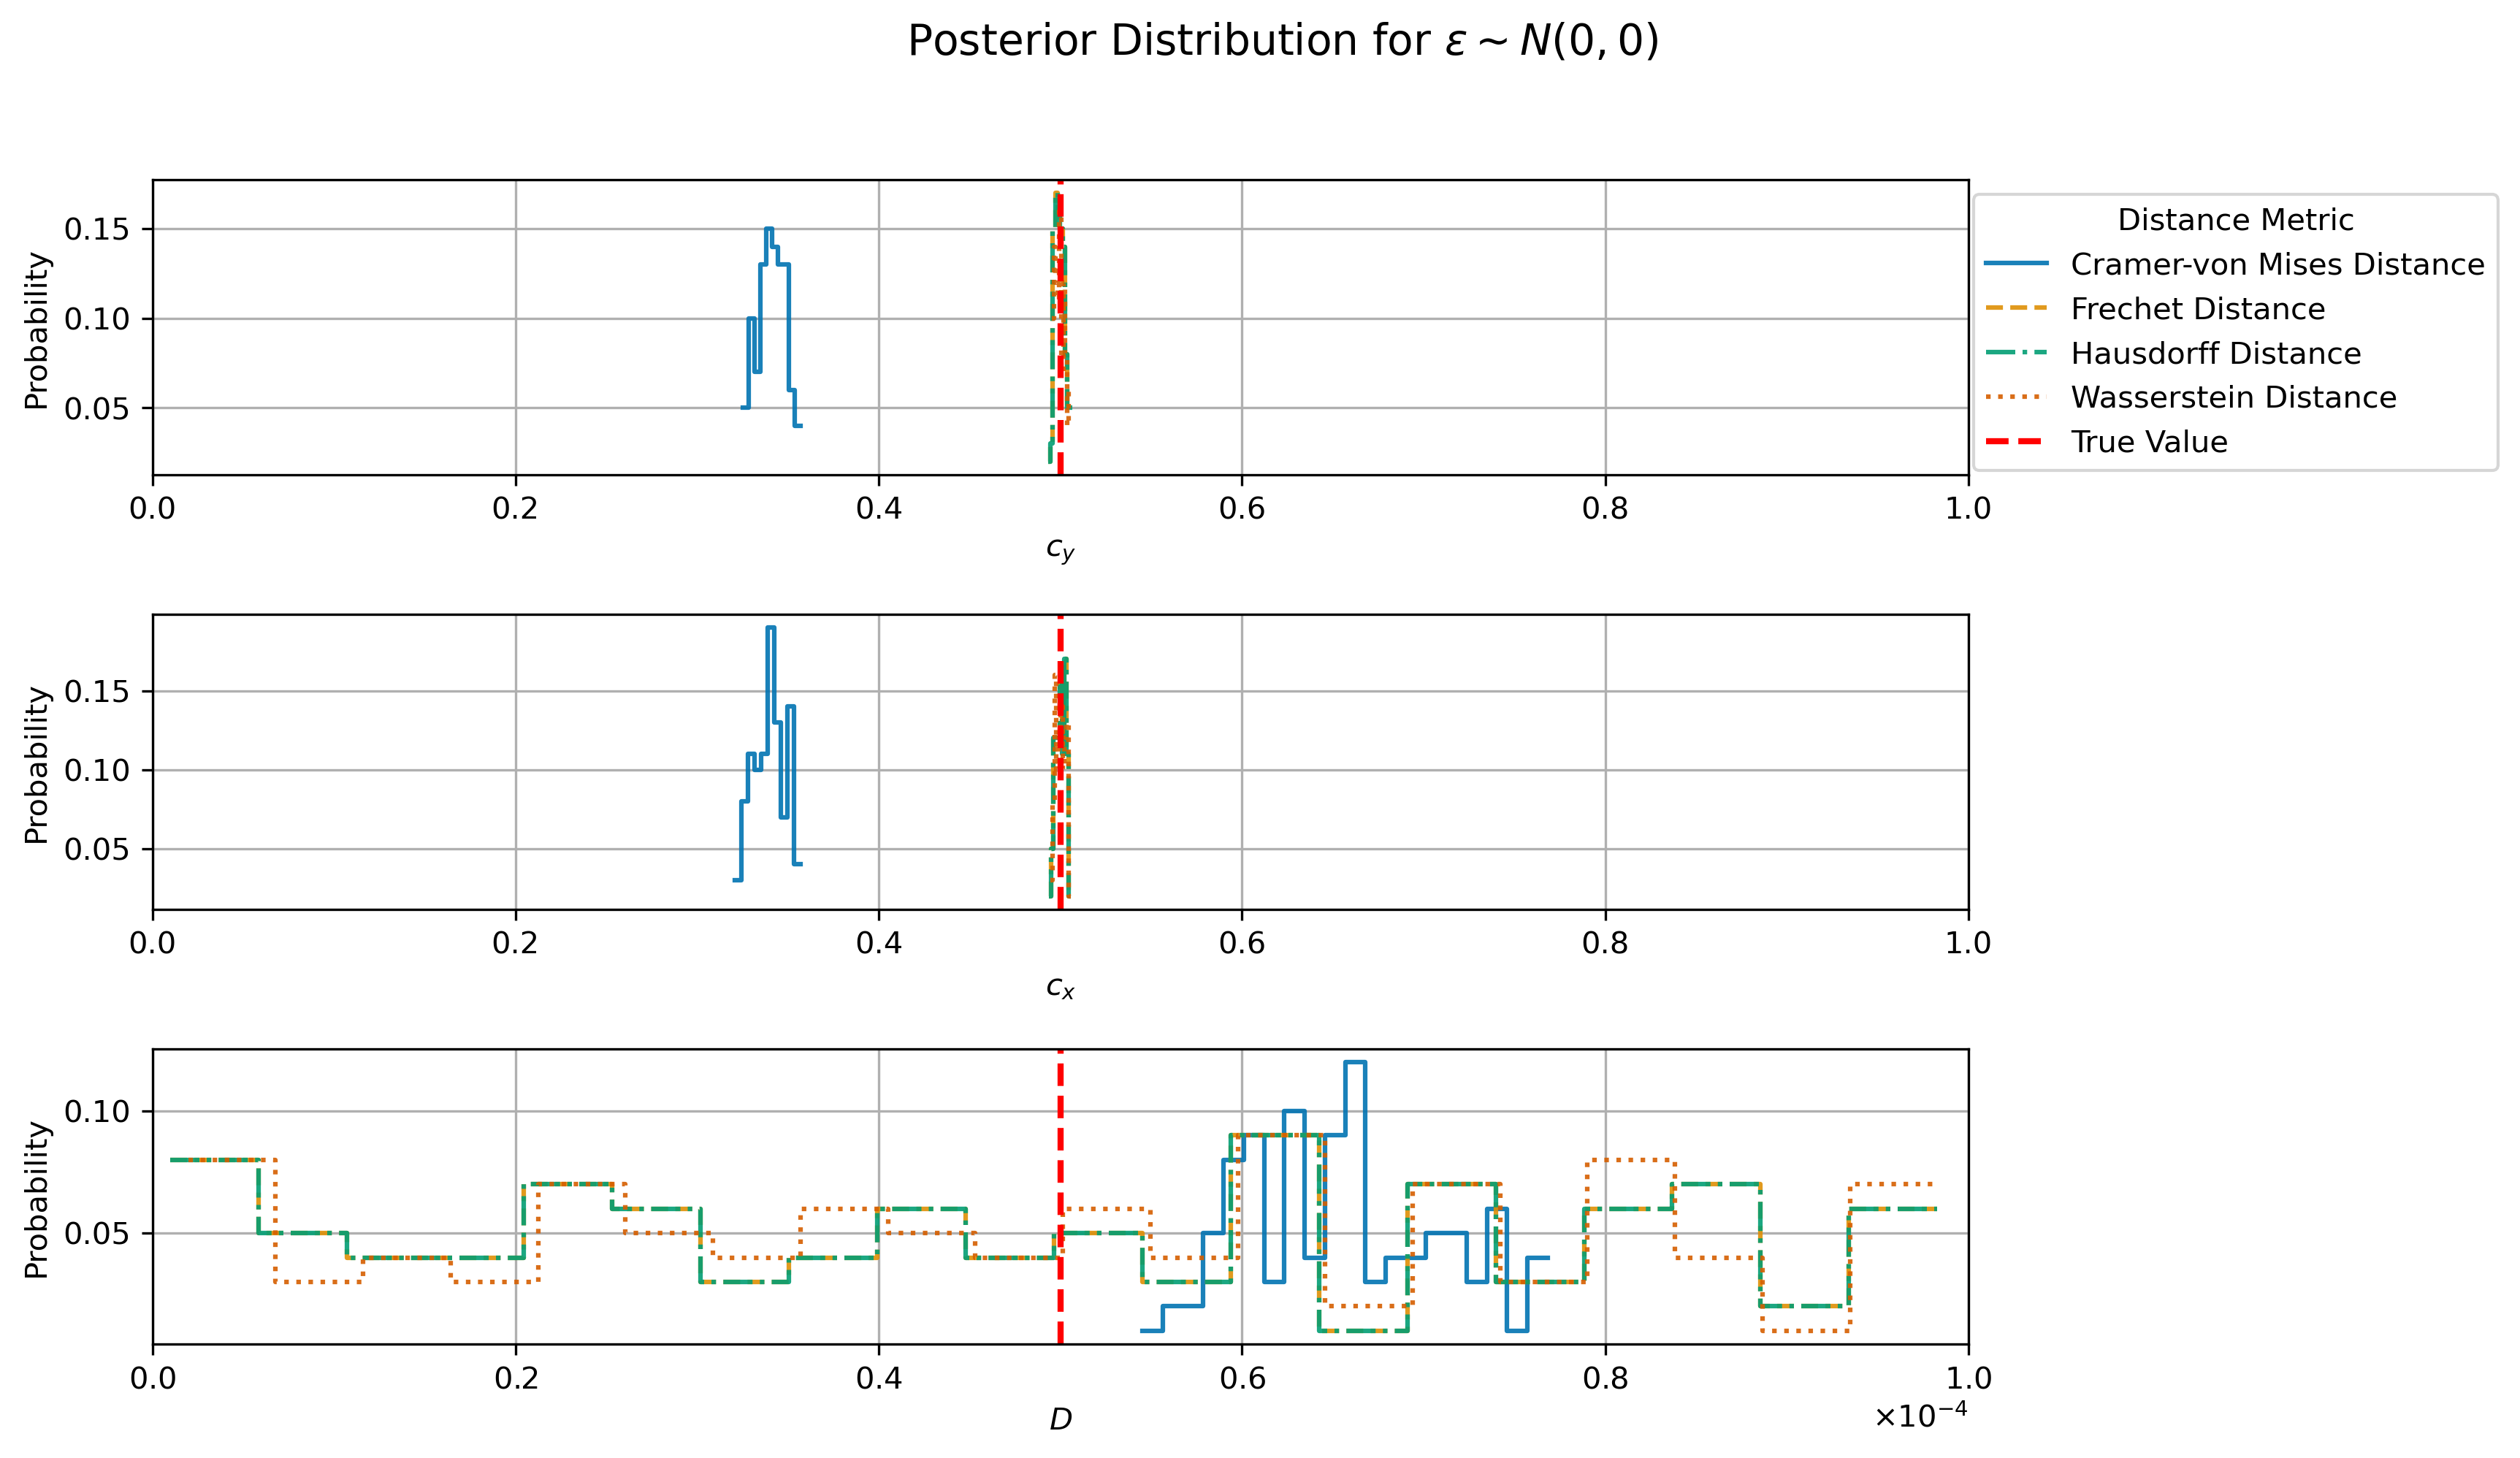 Posterior Distribution for ε ~ N(0, 0)
Probability
0.15
0.10
0.05
0.0 0.2 0.4 0.6 0.8 1.0
c_y
Distance Metric
Cramer-von Mises Distance
Frechet Distance
Hausdorff Distance
Wasserstein Distance
True Value
Probability
0.15
0.10
0.05
0.0 0.2 0.4 0.6 0.8 1.0
c_x
Probability
0.10
0.05
0.0 0.2 0.4 0.6 0.8 1.0
×10⁻⁴
D